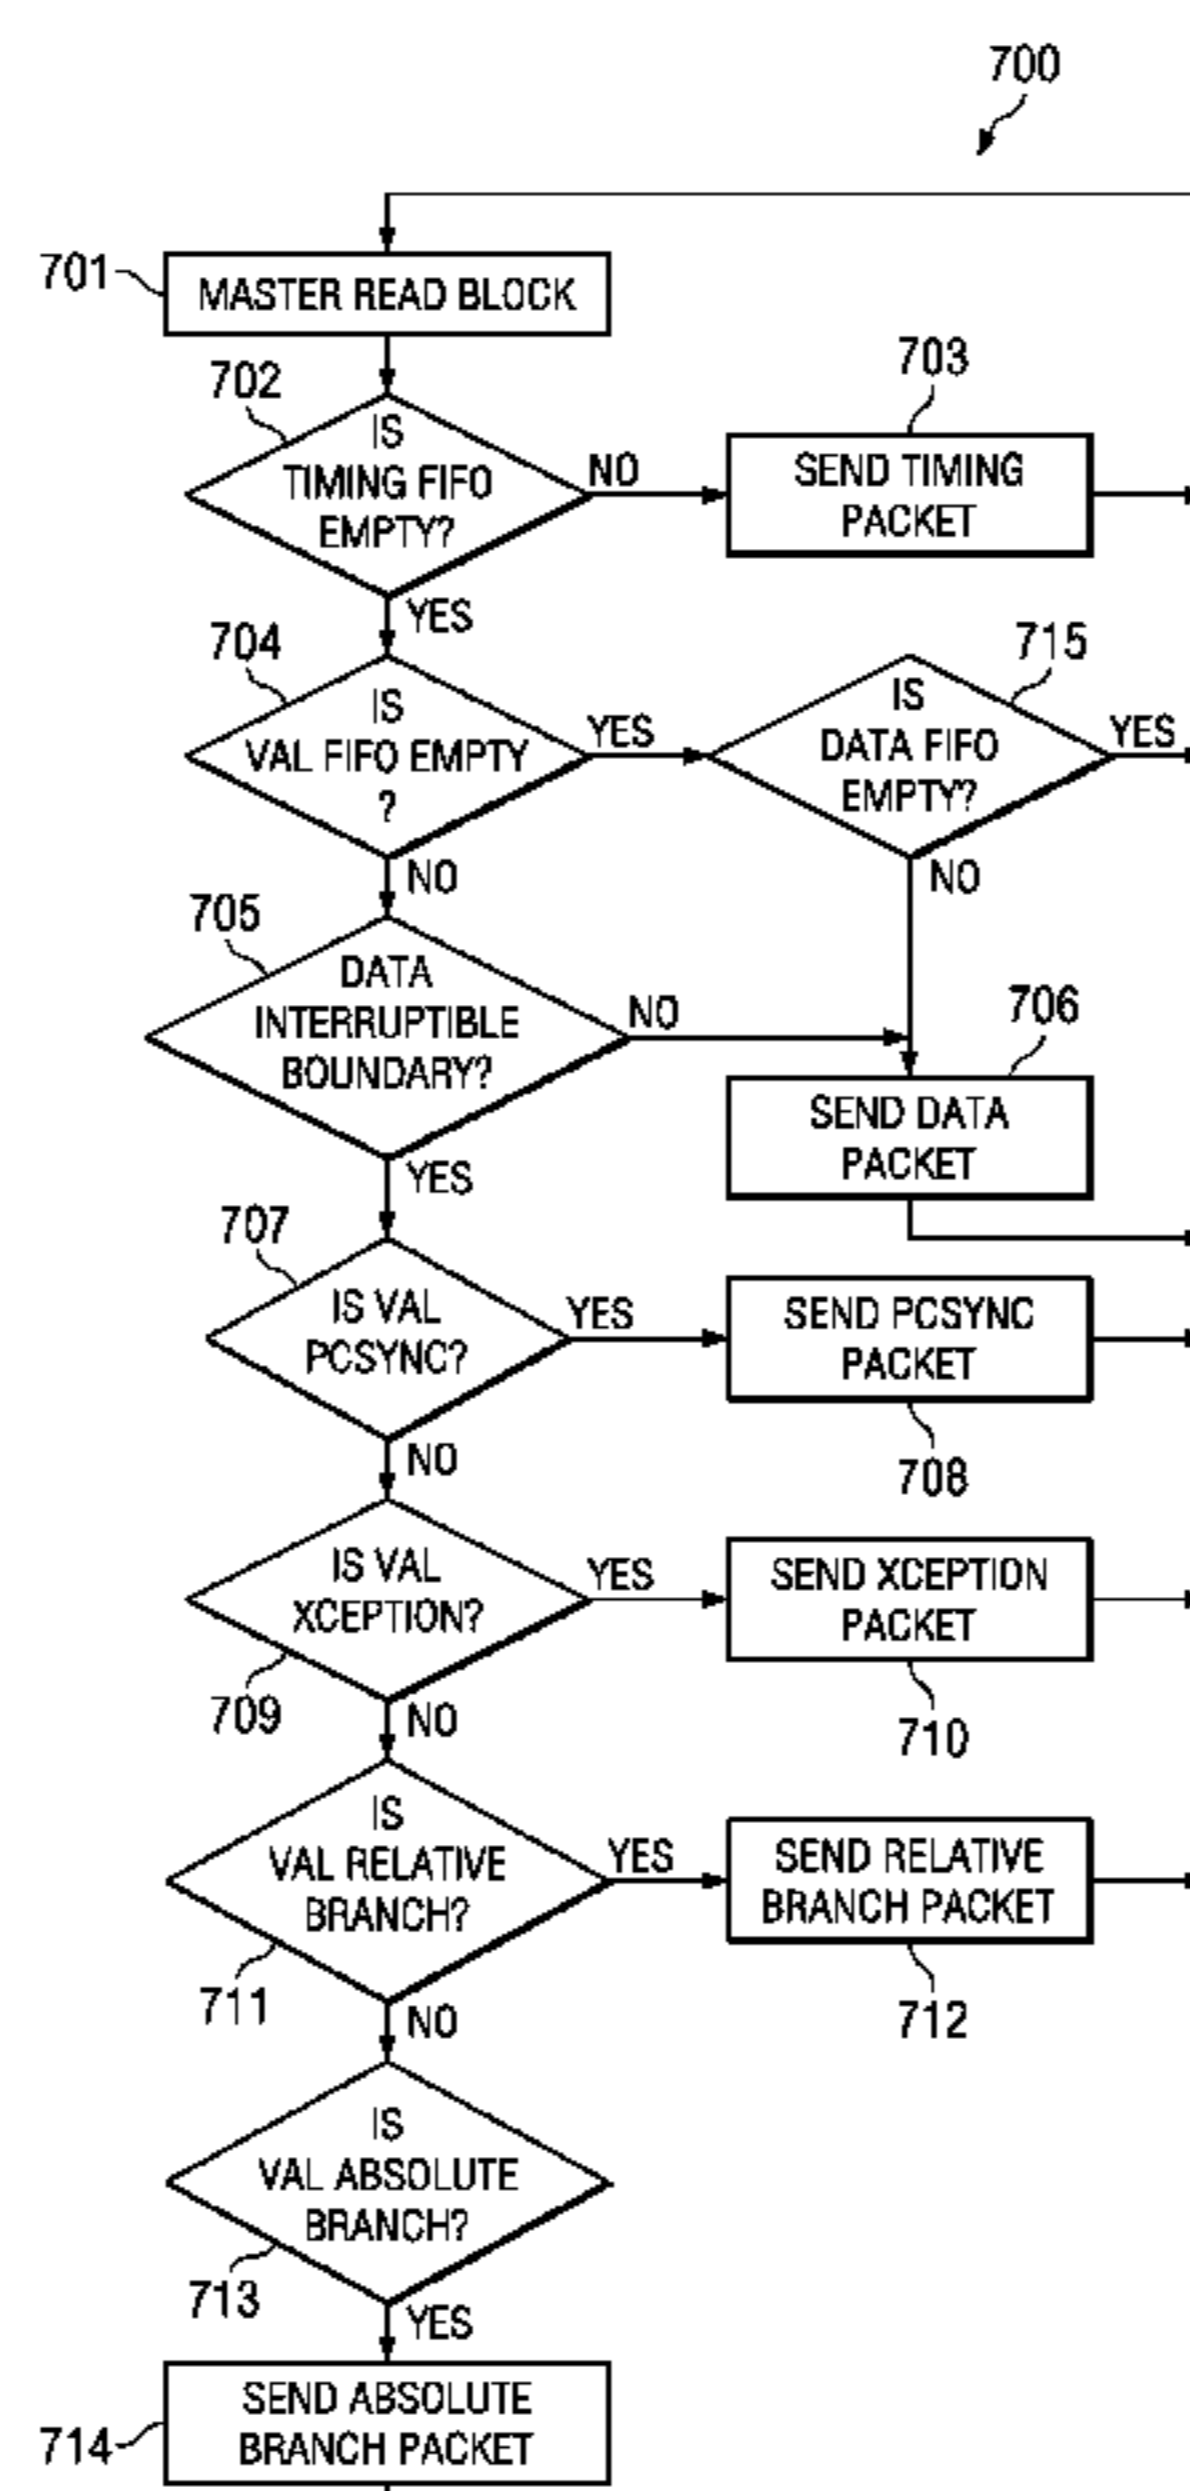 700
701
MASTER READ BLOCK
702
IS
TIMING FIFO
EMPTY?
NO
703
SEND TIMING
PACKET
YES
704
IS
VAL FIFO EMPTY
?
YES
715
IS
DATA FIFO
EMPTY?
YES
NO
NO
705
DATA
INTERRUPTIBLE
BOUNDARY?
NO
706
SEND DATA
PACKET
YES
707
IS VAL
PCSYNC?
YES
SEND PCSYNC
PACKET
708
NO
IS VAL
XCEPTION?
709
YES
SEND XCEPTION
PACKET
710
NO
IS
VAL RELATIVE
BRANCH?
711
YES
SEND RELATIVE
BRANCH PACKET
712
NO
IS
VAL ABSOLUTE
BRANCH?
713
YES
SEND ABSOLUTE
BRANCH PACKET
714